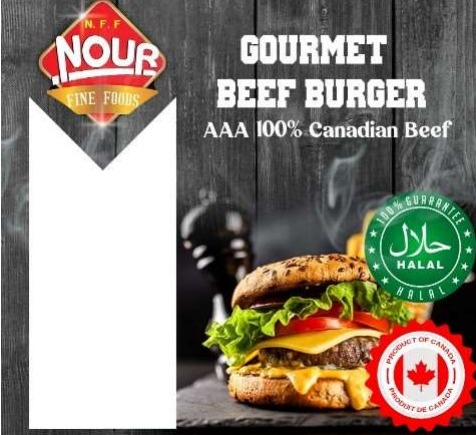 N.F.F
NOUR
FINE FOODS
GOURMET
BEEF BURGER
AAA 100% Canadian Beef
100% GUARANTEE
حلال
HALAL
HALAL
PRODUCT OF CANADA
PRODUIT DE CANADA